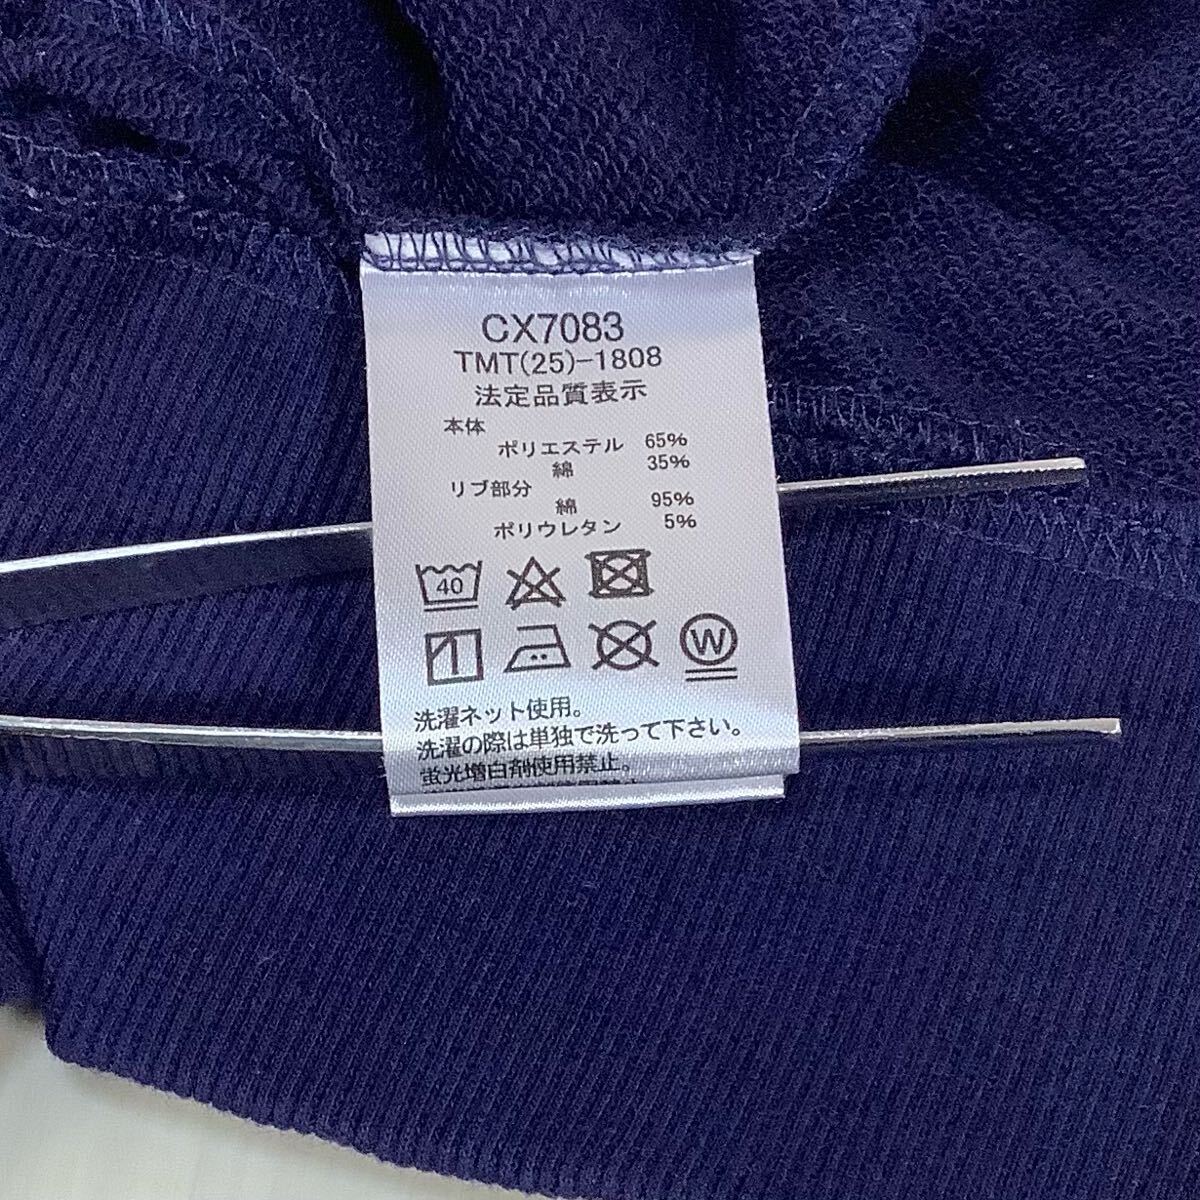 CX7083
TMT(25)-1808
法定品質表示
本体
ポリエステル 65%
綿 35%
リブ部分
綿 95%
ポリウレタン 5%
40
W
洗濯ネット使用。
洗濯の際は単独で洗って下さい。
蛍光増白剤使用禁止。